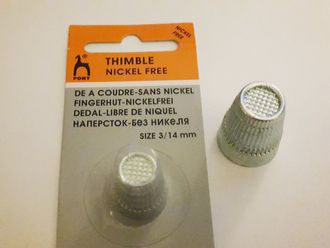 NICKEL
FREE
PONY
THIMBLE
NICKEL FREE
DE A COUDRE-SANS NICKEL
FINGERHUT-NICKELFREI
DEDAL-LIBRE DE NIQUEL
НАПЕРСТОК-БЕЗ НИКЕЛЯ
SIZE 3/14 mm